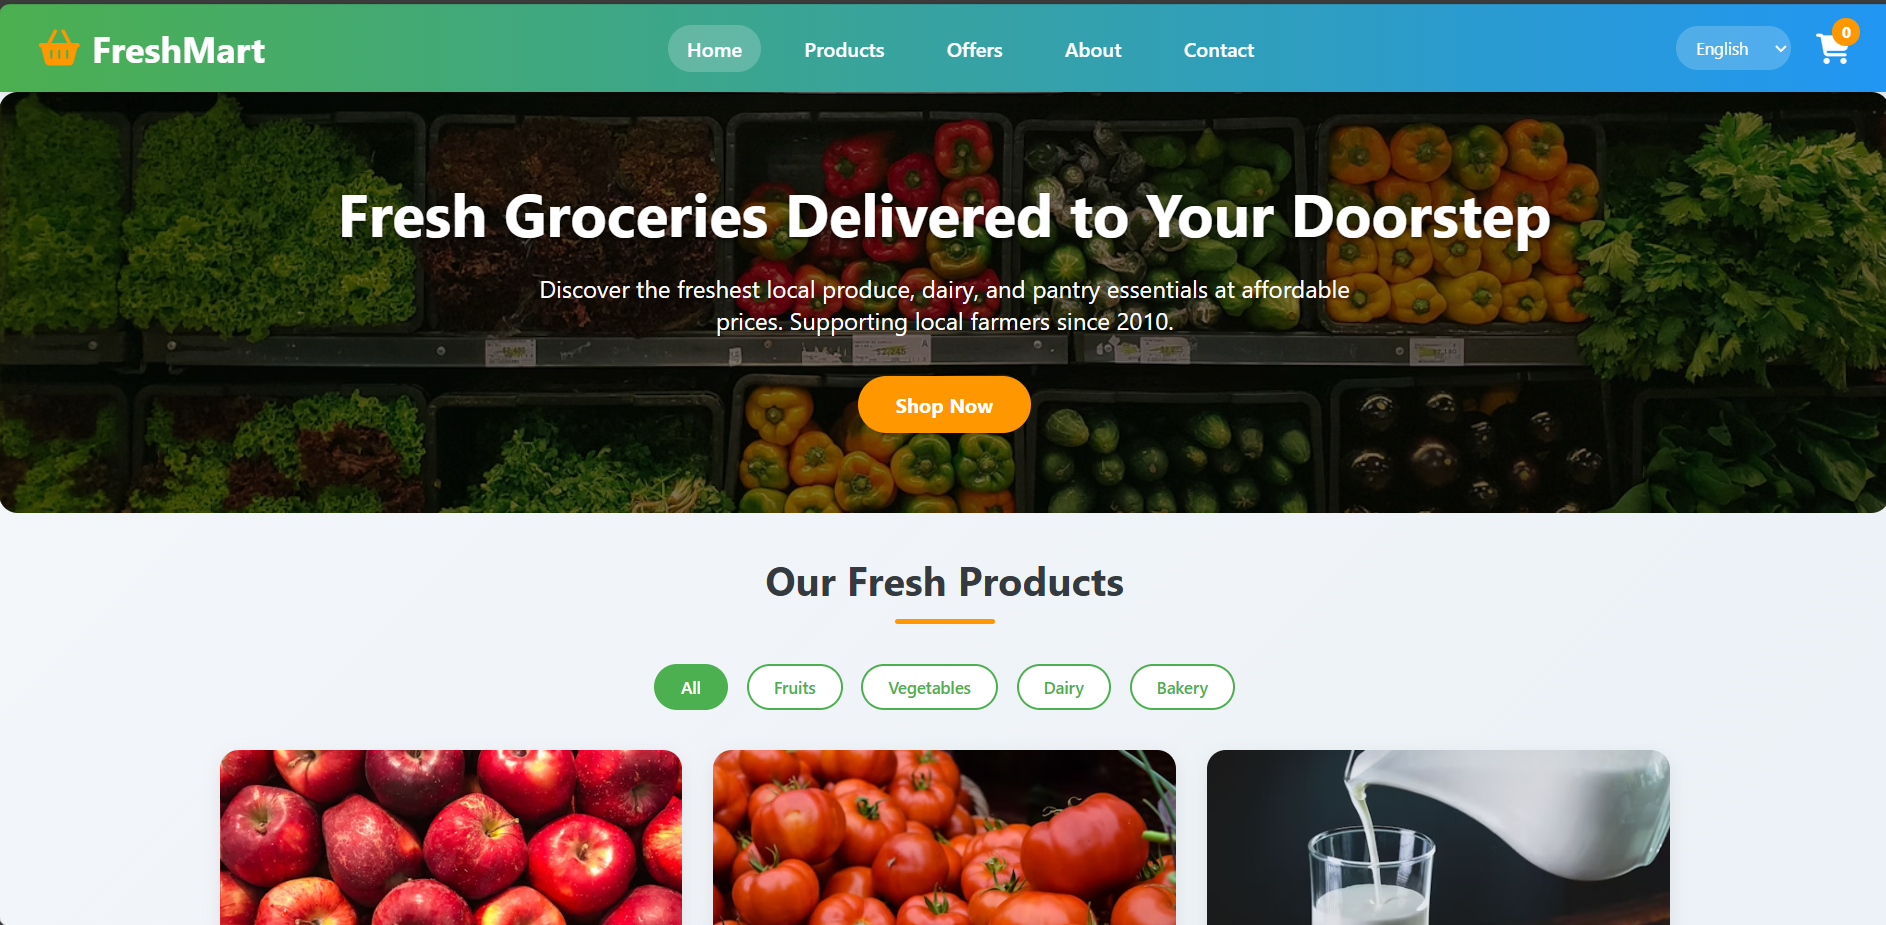 FreshMart
Home
Products
Offers
About
Contact
English
0
Fresh Groceries Delivered to Your Doorstep
Discover the freshest local produce, dairy, and pantry essentials at affordable
prices. Supporting local farmers since 2010.
Shop Now
Our Fresh Products
All
Fruits
Vegetables
Dairy
Bakery